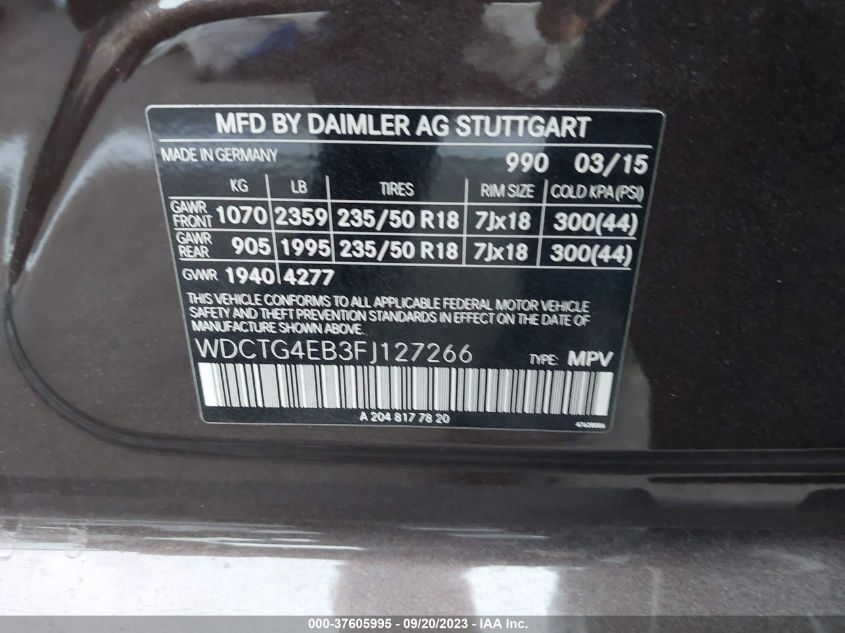 MFD BY DAIMLER AG STUTTGART
MADE IN GERMANY 990 03/15
KG LB TIRES RIM SIZE COLD KPA(PSI)
GAWR FRONT 1070 2359 235/50 R18 7Jx18 300(44)
GAWR REAR 905 1995 235/50 R18 7Jx18 300(44)
GVWR 1940 4277
THIS VEHICLE CONFORMS TO ALL APPLICABLE FEDERAL MOTOR VEHICLE
SAFETY AND THEFT PREVENTION STANDARDS IN EFFECT ON THE DATE OF
MANUFACTURE SHOWN ABOVE.
WDCTG4EB3FJ127266 TYPE: MPV
A 204 817 78 20
000-37605995 - 09/20/2023 - IAA Inc.